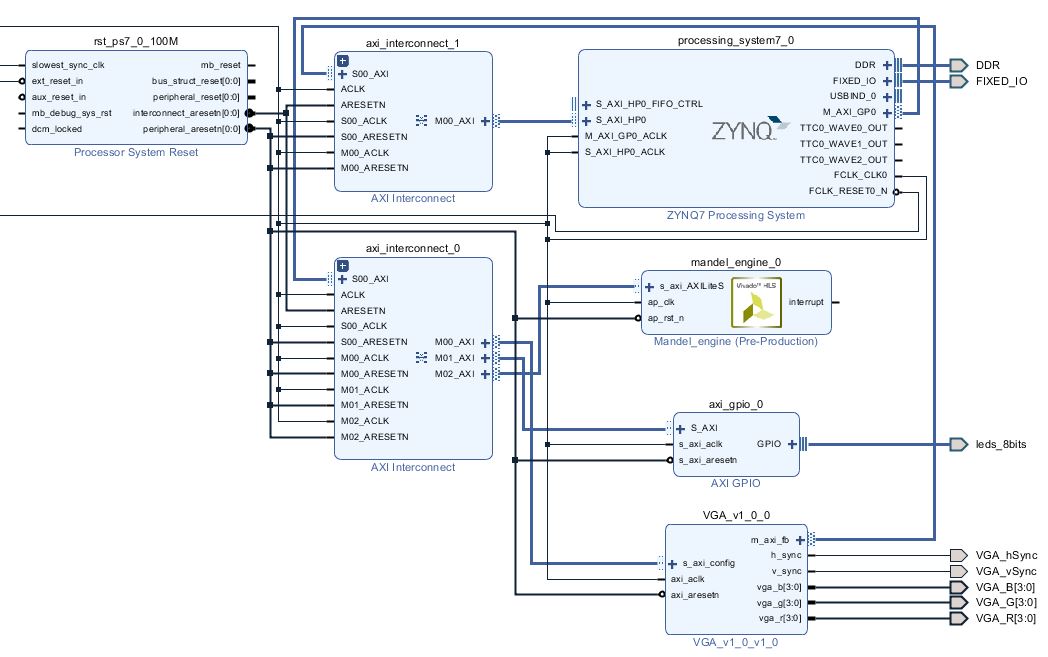 rst_ps7_0_100M
slowest_sync_clk
ext_reset_in
aux_reset_in
mb_debug_sys_rst
dcm_locked
mb_reset
bus_struct_reset[0:0]
peripheral_reset[0:0]
interconnect_aresetn[0:0]
peripheral_aresetn[0:0]
Processor System Reset
axi_interconnect_1
S00_AXI
ACLK
ARESETN
S00_ACLK
S00_ARESETN
M00_ACLK
M00_ARESETN
M00_AXI
AXI Interconnect
processing_system7_0
S_AXI_HP0_FIFO_CTRL
S_AXI_HP0
M_AXI_GP0_ACLK
S_AXI_HP0_ACLK
ZYNQ
DDR
FIXED_IO
USBIND_0
M_AXI_GP0
TTC0_WAVE0_OUT
TTC0_WAVE1_OUT
TTC0_WAVE2_OUT
FCLK_CLK0
FCLK_RESET0_N
ZYNQ7 Processing System
DDR
FIXED_IO
axi_interconnect_0
S00_AXI
ACLK
ARESETN
S00_ACLK
S00_ARESETN
M00_ACLK
M00_ARESETN
M01_ACLK
M01_ARESETN
M02_ACLK
M02_ARESETN
M00_AXI
M01_AXI
M02_AXI
AXI Interconnect
mandel_engine_0
s_axi_AXILiteS
ap_clk
ap_rst_n
Vivado™ HLS
interrupt
Mandel_engine (Pre-Production)
axi_gpio_0
S_AXI
s_axi_aclk
s_axi_aresetn
GPIO
AXI GPIO
leds_8bits
VGA_v1_0_0
s_axi_config
axi_aclk
axi_aresetn
m_axi_fb
h_sync
v_sync
vga_b[3:0]
vga_g[3:0]
vga_r[3:0]
VGA_v1_0_v1_0
VGA_hSync
VGA_vSync
VGA_B[3:0]
VGA_G[3:0]
VGA_R[3:0]